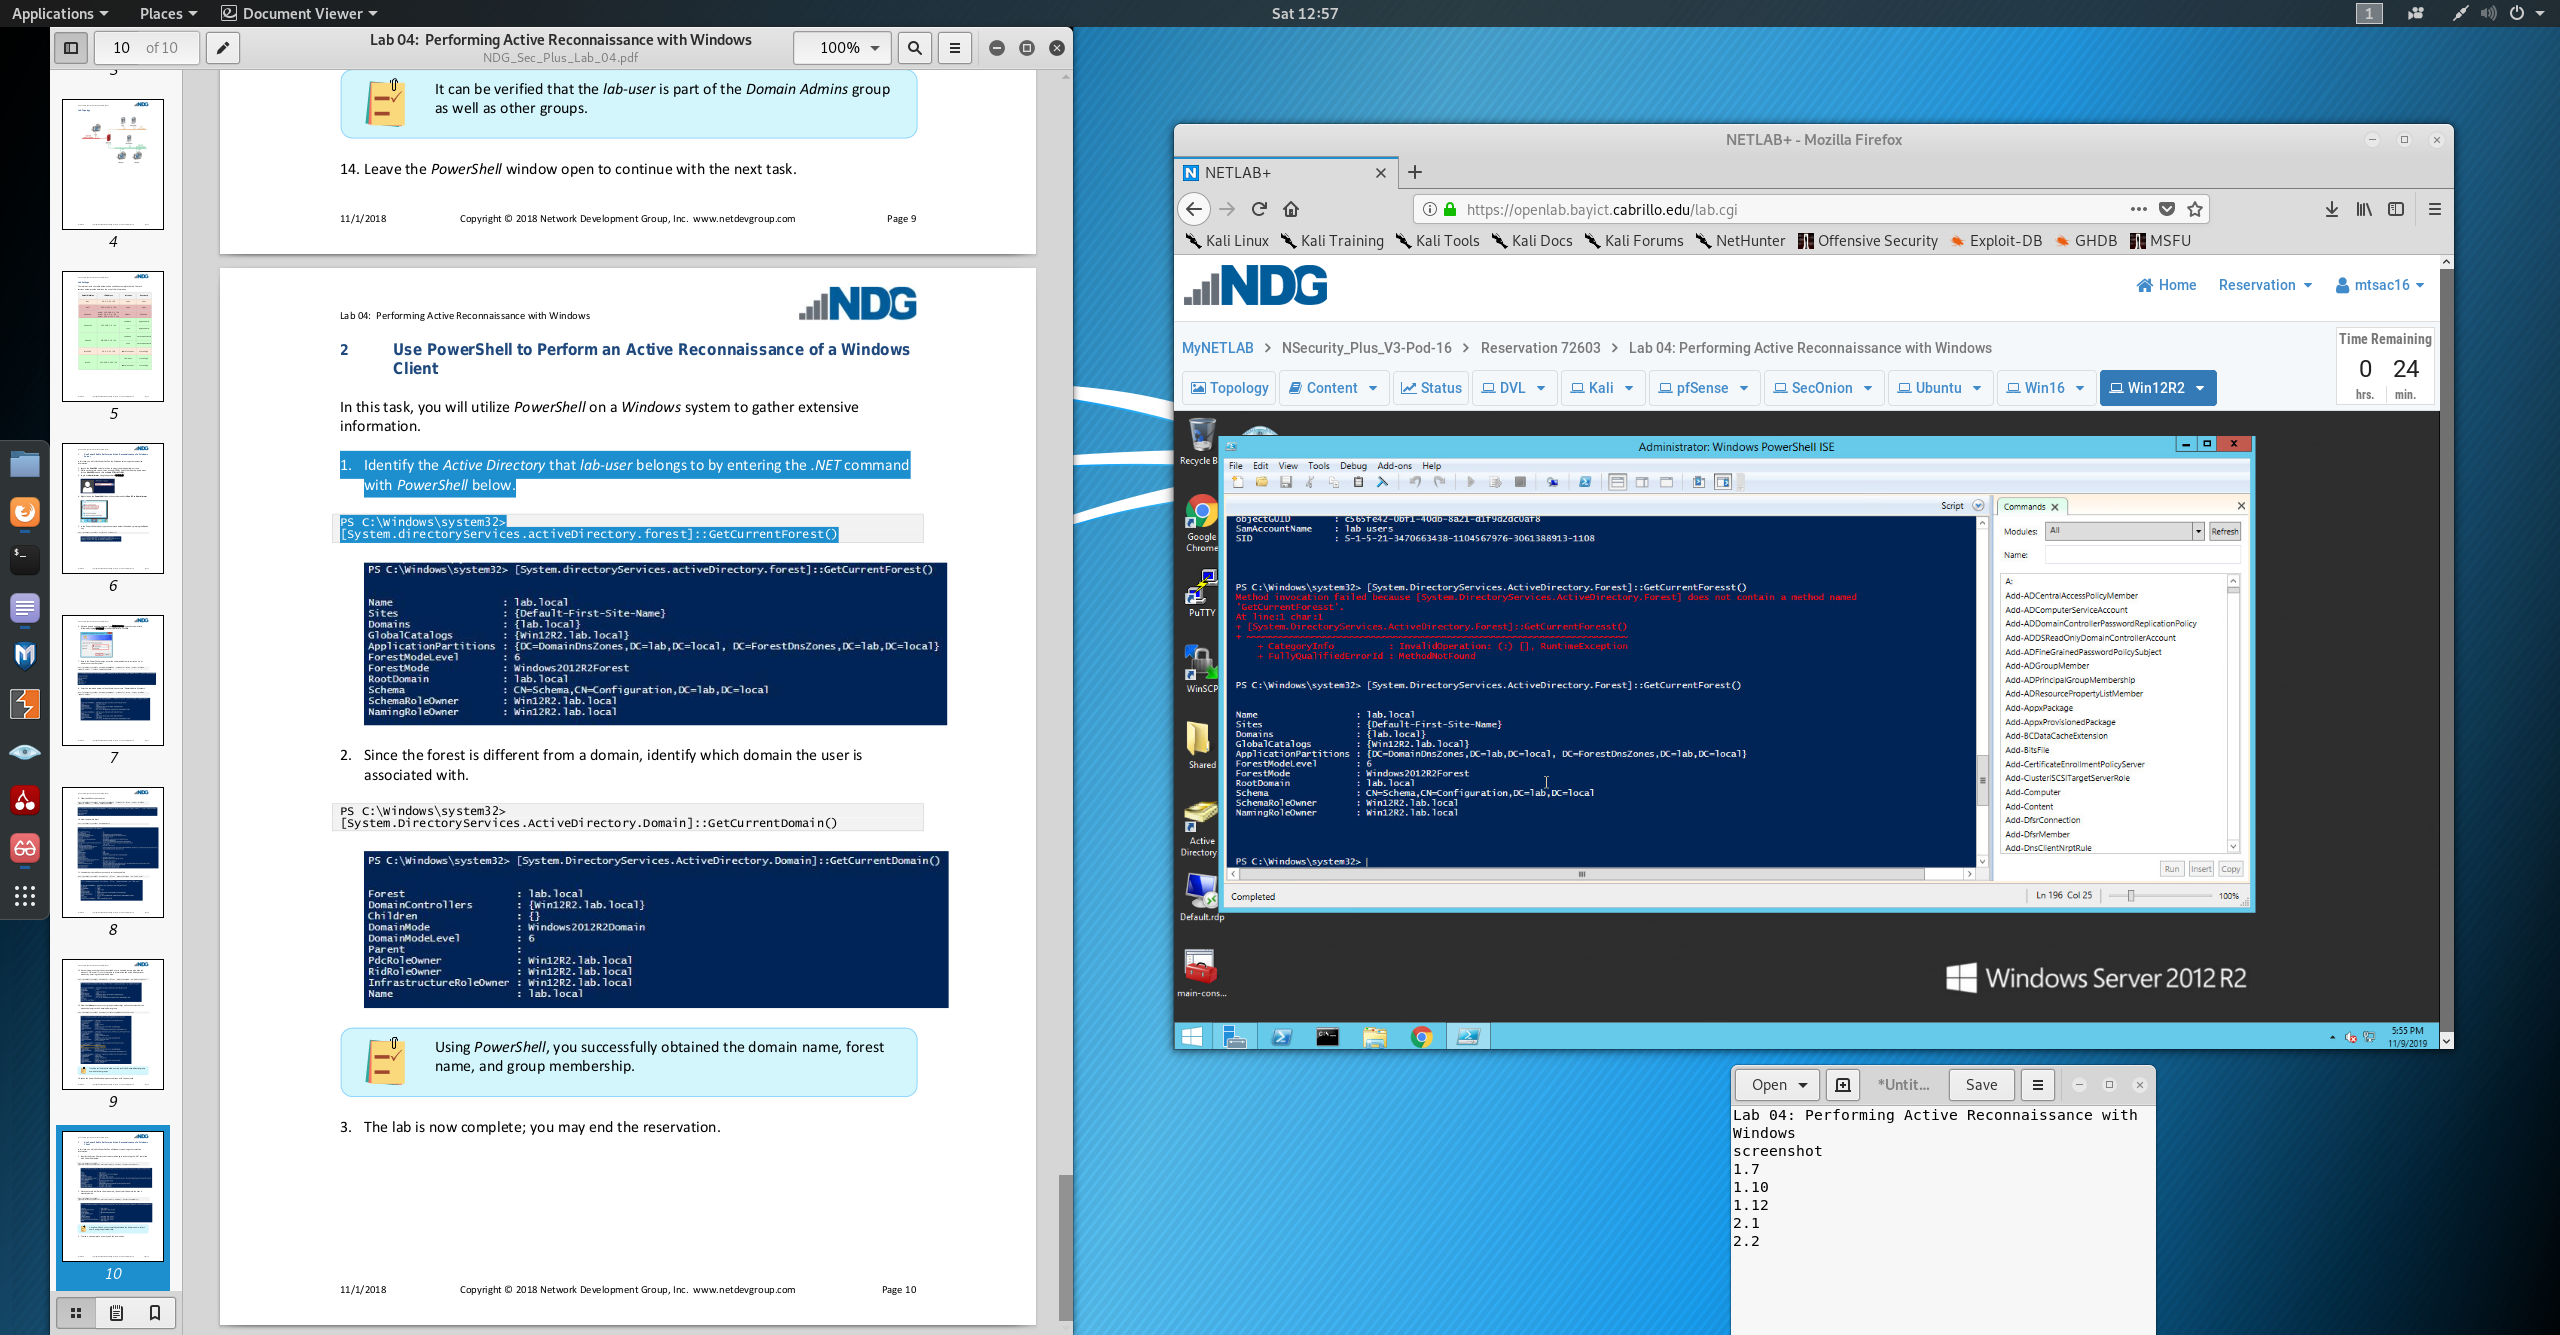 Applications
Places
Document Viewer
Sat 12:57
1
10 of 10
Lab 04: Performing Active Reconnaissance with Windows
NDG_Sec_Plus_Lab_04.pdf
100%
3
4
5
6
7
8
9
10
It can be verified that the lab-user is part of the Domain Admins group
as well as other groups.
14. Leave the PowerShell window open to continue with the next task.
11/1/2018 Copyright © 2018 Network Development Group, Inc. www.netdevgroup.com Page 9
NDG
Lab 04: Performing Active Reconnaissance with Windows
2 Use PowerShell to Perform an Active Reconnaissance of a Windows
Client
In this task, you will utilize PowerShell on a Windows system to gather extensive
information.
1. Identify the Active Directory that lab-user belongs to by entering the .NET command
with PowerShell below.
PS C:\Windows\system32>
[System.directoryServices.activeDirectory.forest]::GetCurrentForest()
PS C:\Windows\system32> [System.directoryServices.activeDirectory.forest]::GetCurrentForest()
Name : lab.local
Sites : {Default-First-Site-Name}
Domains : {lab.local}
GlobalCatalogs : {Win12R2.lab.local}
ApplicationPartitions : {DC=DomainDnsZones,DC=lab,DC=local, DC=ForestDnsZones,DC=lab,DC=local}
ForestModeLevel : 6
ForestMode : Windows2012R2Forest
RootDomain : lab.local
Schema : CN=Schema,CN=Configuration,DC=lab,DC=local
SchemaRoleOwner : Win12R2.lab.local
NamingRoleOwner : Win12R2.lab.local
2. Since the forest is different from a domain, identify which domain the user is
associated with.
PS C:\Windows\system32>
[System.DirectoryServices.ActiveDirectory.Domain]::GetCurrentDomain()
PS C:\Windows\system32> [System.DirectoryServices.ActiveDirectory.Domain]::GetCurrentDomain()
Forest : lab.local
DomainControllers : {Win12R2.lab.local}
Children : {}
DomainMode : Windows2012R2Domain
DomainModeLevel : 6
Parent :
PdcRoleOwner : Win12R2.lab.local
RidRoleOwner : Win12R2.lab.local
InfrastructureRoleOwner : Win12R2.lab.local
Name : lab.local
Using PowerShell, you successfully obtained the domain name, forest
name, and group membership.
3. The lab is now complete; you may end the reservation.
11/1/2018 Copyright © 2018 Network Development Group, Inc. www.netdevgroup.com Page 10
NETLAB+ - Mozilla Firefox
NETLAB+
https://openlab.bayict.cabrillo.edu/lab.cgi
Kali Linux Kali Training Kali Tools Kali Docs Kali Forums NetHunter Offensive Security Exploit-DB GHDB MSFU
NDG
Home Reservation mtsac16
MyNETLAB > NSecurity_Plus_V3-Pod-16 > Reservation 72603 > Lab 04: Performing Active Reconnaissance with Windows
Time Remaining
0 24
hrs. min.
Topology Content Status DVL Kali pfSense SecOnion Ubuntu Win16 Win12R2
Recycle B
Google
Chrome
PuTTY
WinSCP
Shared
Active
Directory
Default.rdp
main-cons...
Administrator: Windows PowerShell ISE
File Edit View Tools Debug Add-ons Help
Script
objectGUID : c565fe42-0bf1-40db-8a21-d1f9d2dc0af8
SamAccountName : lab users
SID : S-1-5-21-3470663438-1104567976-3061388913-1108
PS C:\Windows\system32> [System.DirectoryServices.ActiveDirectory.Forest]::GetCurrentForesst()
Method invocation failed because [System.DirectoryServices.ActiveDirectory.Forest] does not contain a method named
'GetCurrentForesst'.
At line:1 char:1
+ [System.DirectoryServices.ActiveDirectory.Forest]::GetCurrentForesst()
+ ~~~~~~~~~~~~~~~~~~~~~~~~~~~~~~~~~~~~~~~~~~~~~~~~~~~~~~~~~~~~~~~~~~~~~~
+ CategoryInfo : InvalidOperation: (:) [], RuntimeException
+ FullyQualifiedErrorId : MethodNotFound
PS C:\Windows\system32> [System.DirectoryServices.ActiveDirectory.Forest]::GetCurrentForest()
Name : lab.local
Sites : {Default-First-Site-Name}
Domains : {lab.local}
GlobalCatalogs : {Win12R2.lab.local}
ApplicationPartitions : {DC=DomainDnsZones,DC=lab,DC=local, DC=ForestDnsZones,DC=lab,DC=local}
ForestModeLevel : 6
ForestMode : Windows2012R2Forest
RootDomain : lab.local
Schema : CN=Schema,CN=Configuration,DC=lab,DC=local
SchemaRoleOwner : Win12R2.lab.local
NamingRoleOwner : Win12R2.lab.local
PS C:\Windows\system32>
Commands
Modules: All Refresh
Name:
A:
Add-ADCentralAccessPolicyMember
Add-ADComputerServiceAccount
Add-ADDomainControllerPasswordReplicationPolicy
Add-ADDSReadOnlyDomainControllerAccount
Add-ADFineGrainedPasswordPolicySubject
Add-ADGroupMember
Add-ADPrincipalGroupMembership
Add-ADResourcePropertyListMember
Add-AppxPackage
Add-AppxProvisionedPackage
Add-BCDataCacheExtension
Add-BitsFile
Add-CertificateEnrollmentPolicyServer
Add-ClusteriSCSITargetServerRole
Add-Computer
Add-Content
Add-DfsrConnection
Add-DfsrMember
Add-DnsClientNrptRule
Run Insert Copy
Completed
Ln 196 Col 25
100%
Windows Server 2012 R2
5:55 PM
11/9/2019
Open *Untit... Save
Lab 04: Performing Active Reconnaissance with
Windows
screenshot
1.7
1.10
1.12
2.1
2.2